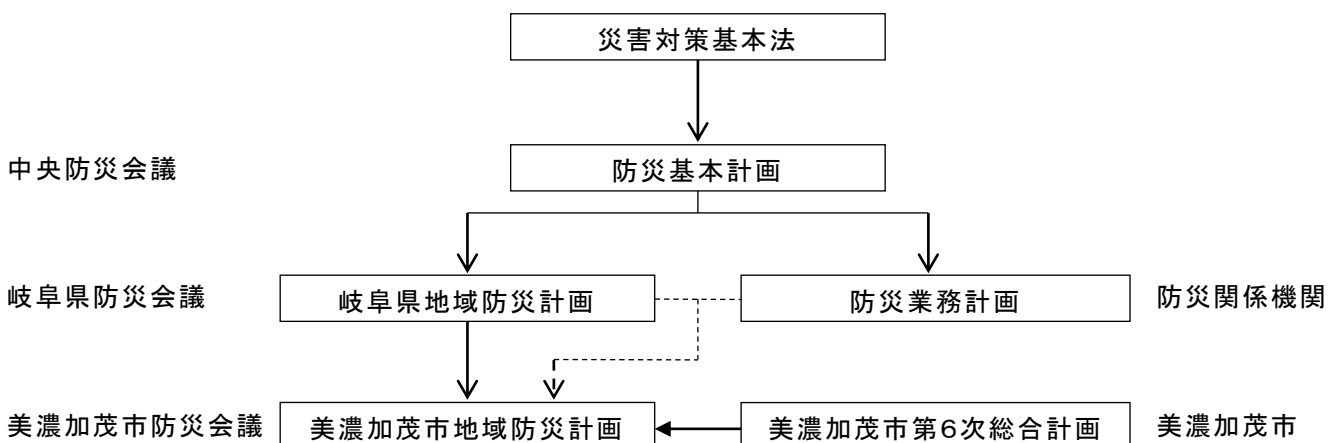 災害対策基本法
中央防災会議
防災基本計画
岐阜県防災会議
岐阜県地域防災計画
防災業務計画
防災関係機関
美濃加茂市防災会議
美濃加茂市地域防災計画
美濃加茂市第6次総合計画
美濃加茂市